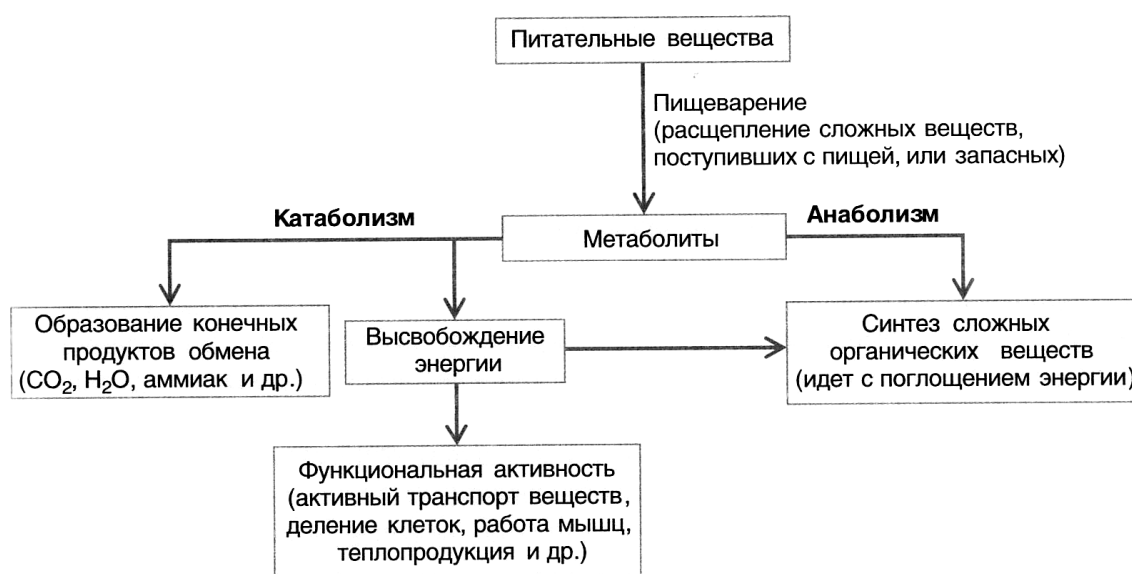 Питательные вещества
Пищеварение
(расщепление сложных веществ,
поступивших с пищей, или запасных)
Катаболизм
Анаболизм
Метаболиты
Образование конечных
продуктов обмена
(CO₂, H₂O, аммиак и др.)
Высвобождение
энергии
Синтез сложных
органических веществ
(идет с поглощением энергии)
Функциональная активность
(активный транспорт веществ,
деление клеток, работа мышц,
теплопродукция и др.)